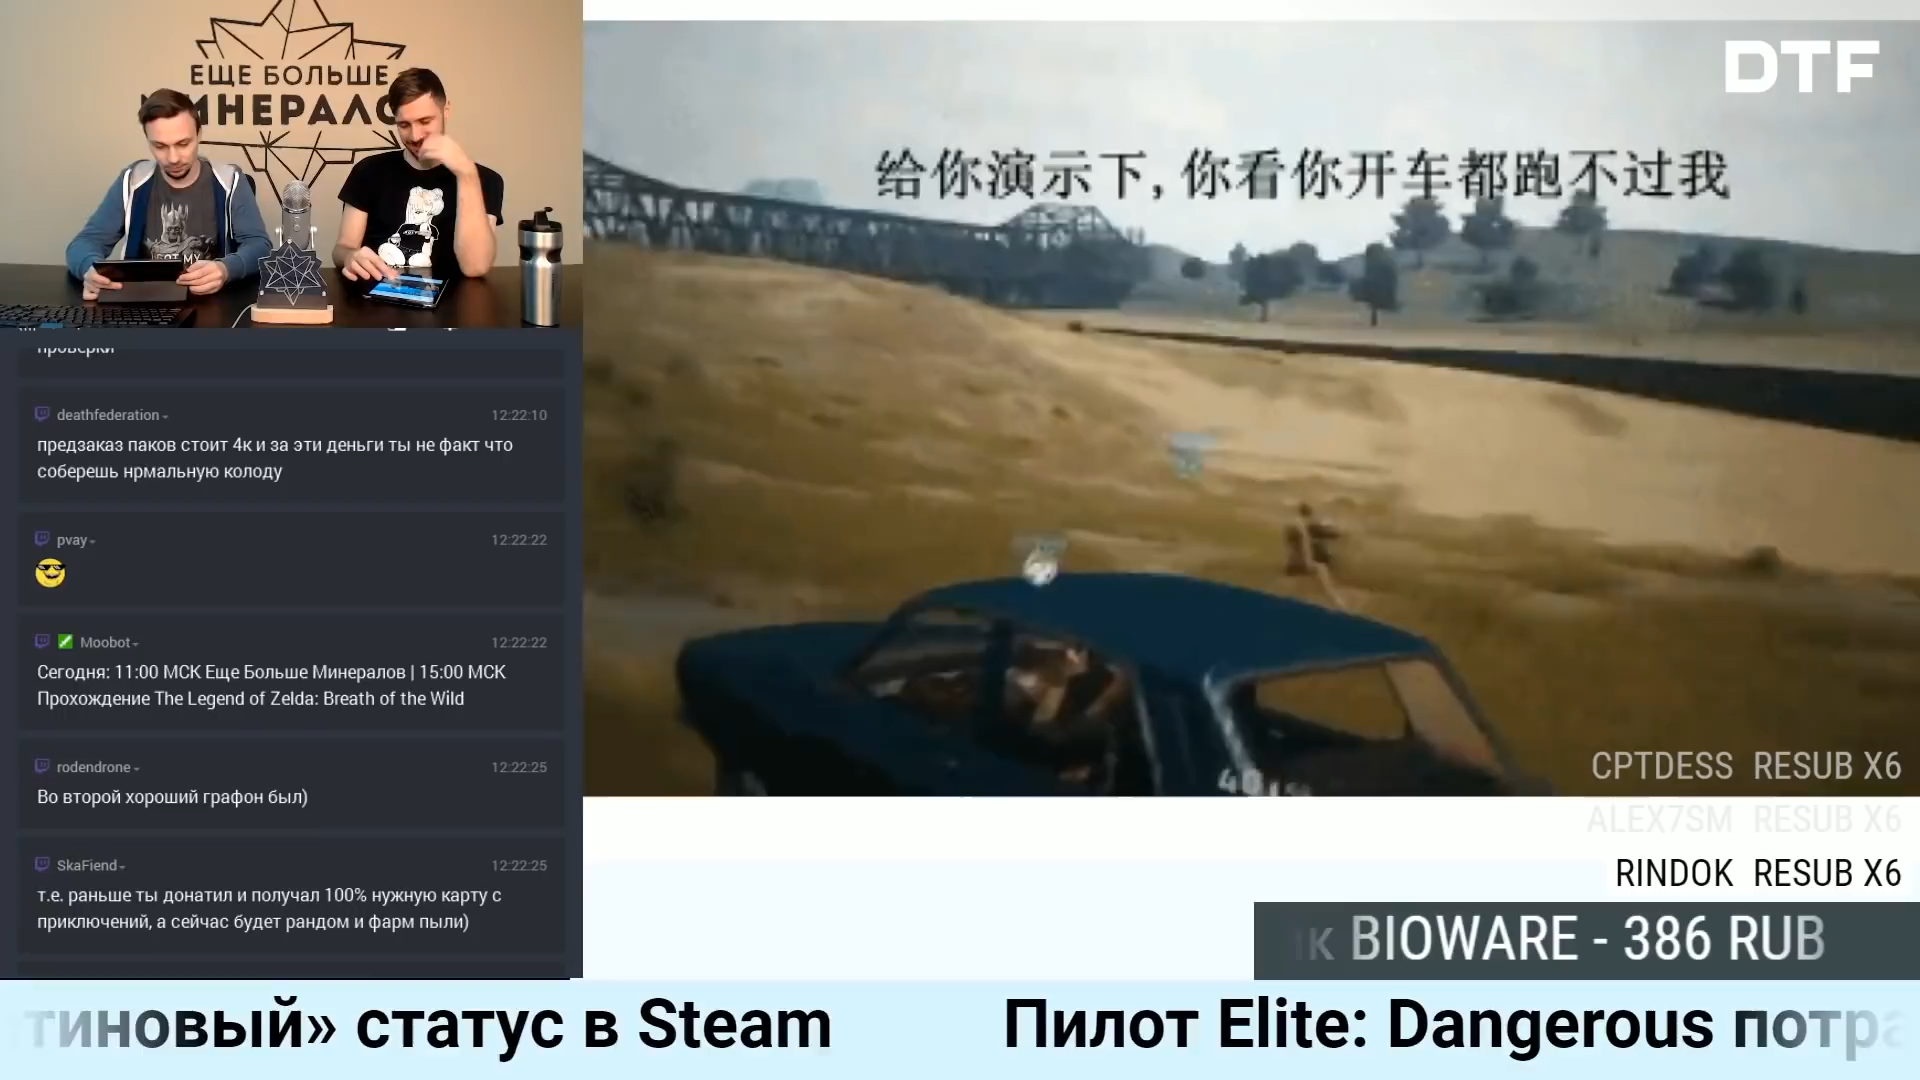 ЕЩЕ БОЛЬШЕ
GOT MY
проверки
deathfederation
12:22:10
предзаказ паков стоит 4к и за эти деньги ты не факт что
соберешь нрмальную колоду
pvay
12:22:22
Moobot
12:22:22
Сегодня: 11:00 МСК Еще Больше Минералов | 15:00 МСК
Прохождение The Legend of Zelda: Breath of the Wild
rodendrone
12:22:25
Во второй хороший графон был)
SkaFiend
12:22:25
т.е. раньше ты донатил и получал 100% нужную карту с
приключений, а сейчас будет рандом и фарм пыли)
DTF
给你演示下,你看你开车都跑不过我
CPTDESS RESUB X6
ALEX7SM RESUB X6
RINDOK RESUB X6
BIOWARE - 386 RUB
тиновый» статус в Steam
Пилот Elite: Dangerous потра